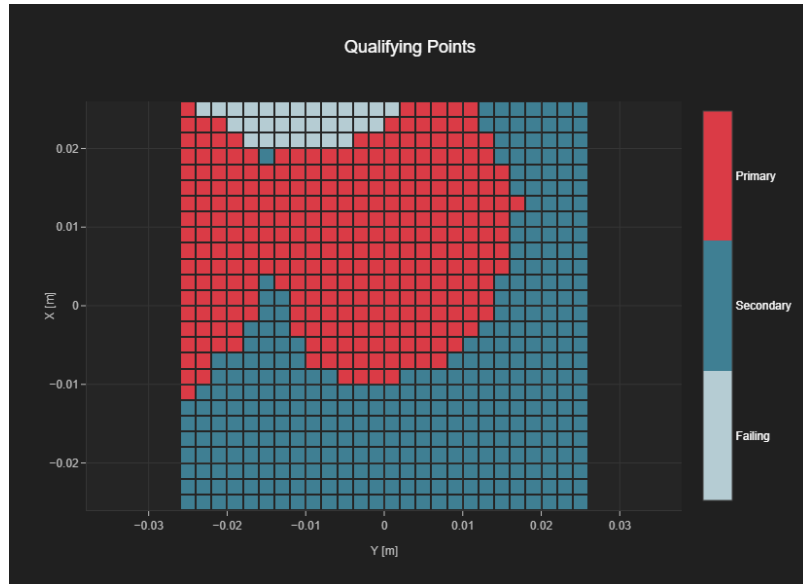 Qualifying Points
Primary
Secondary
Failing
0.02
0.01
0
−0.01
−0.02
X [m]
−0.03
−0.02
−0.01
0
0.01
0.02
0.03
Y [m]